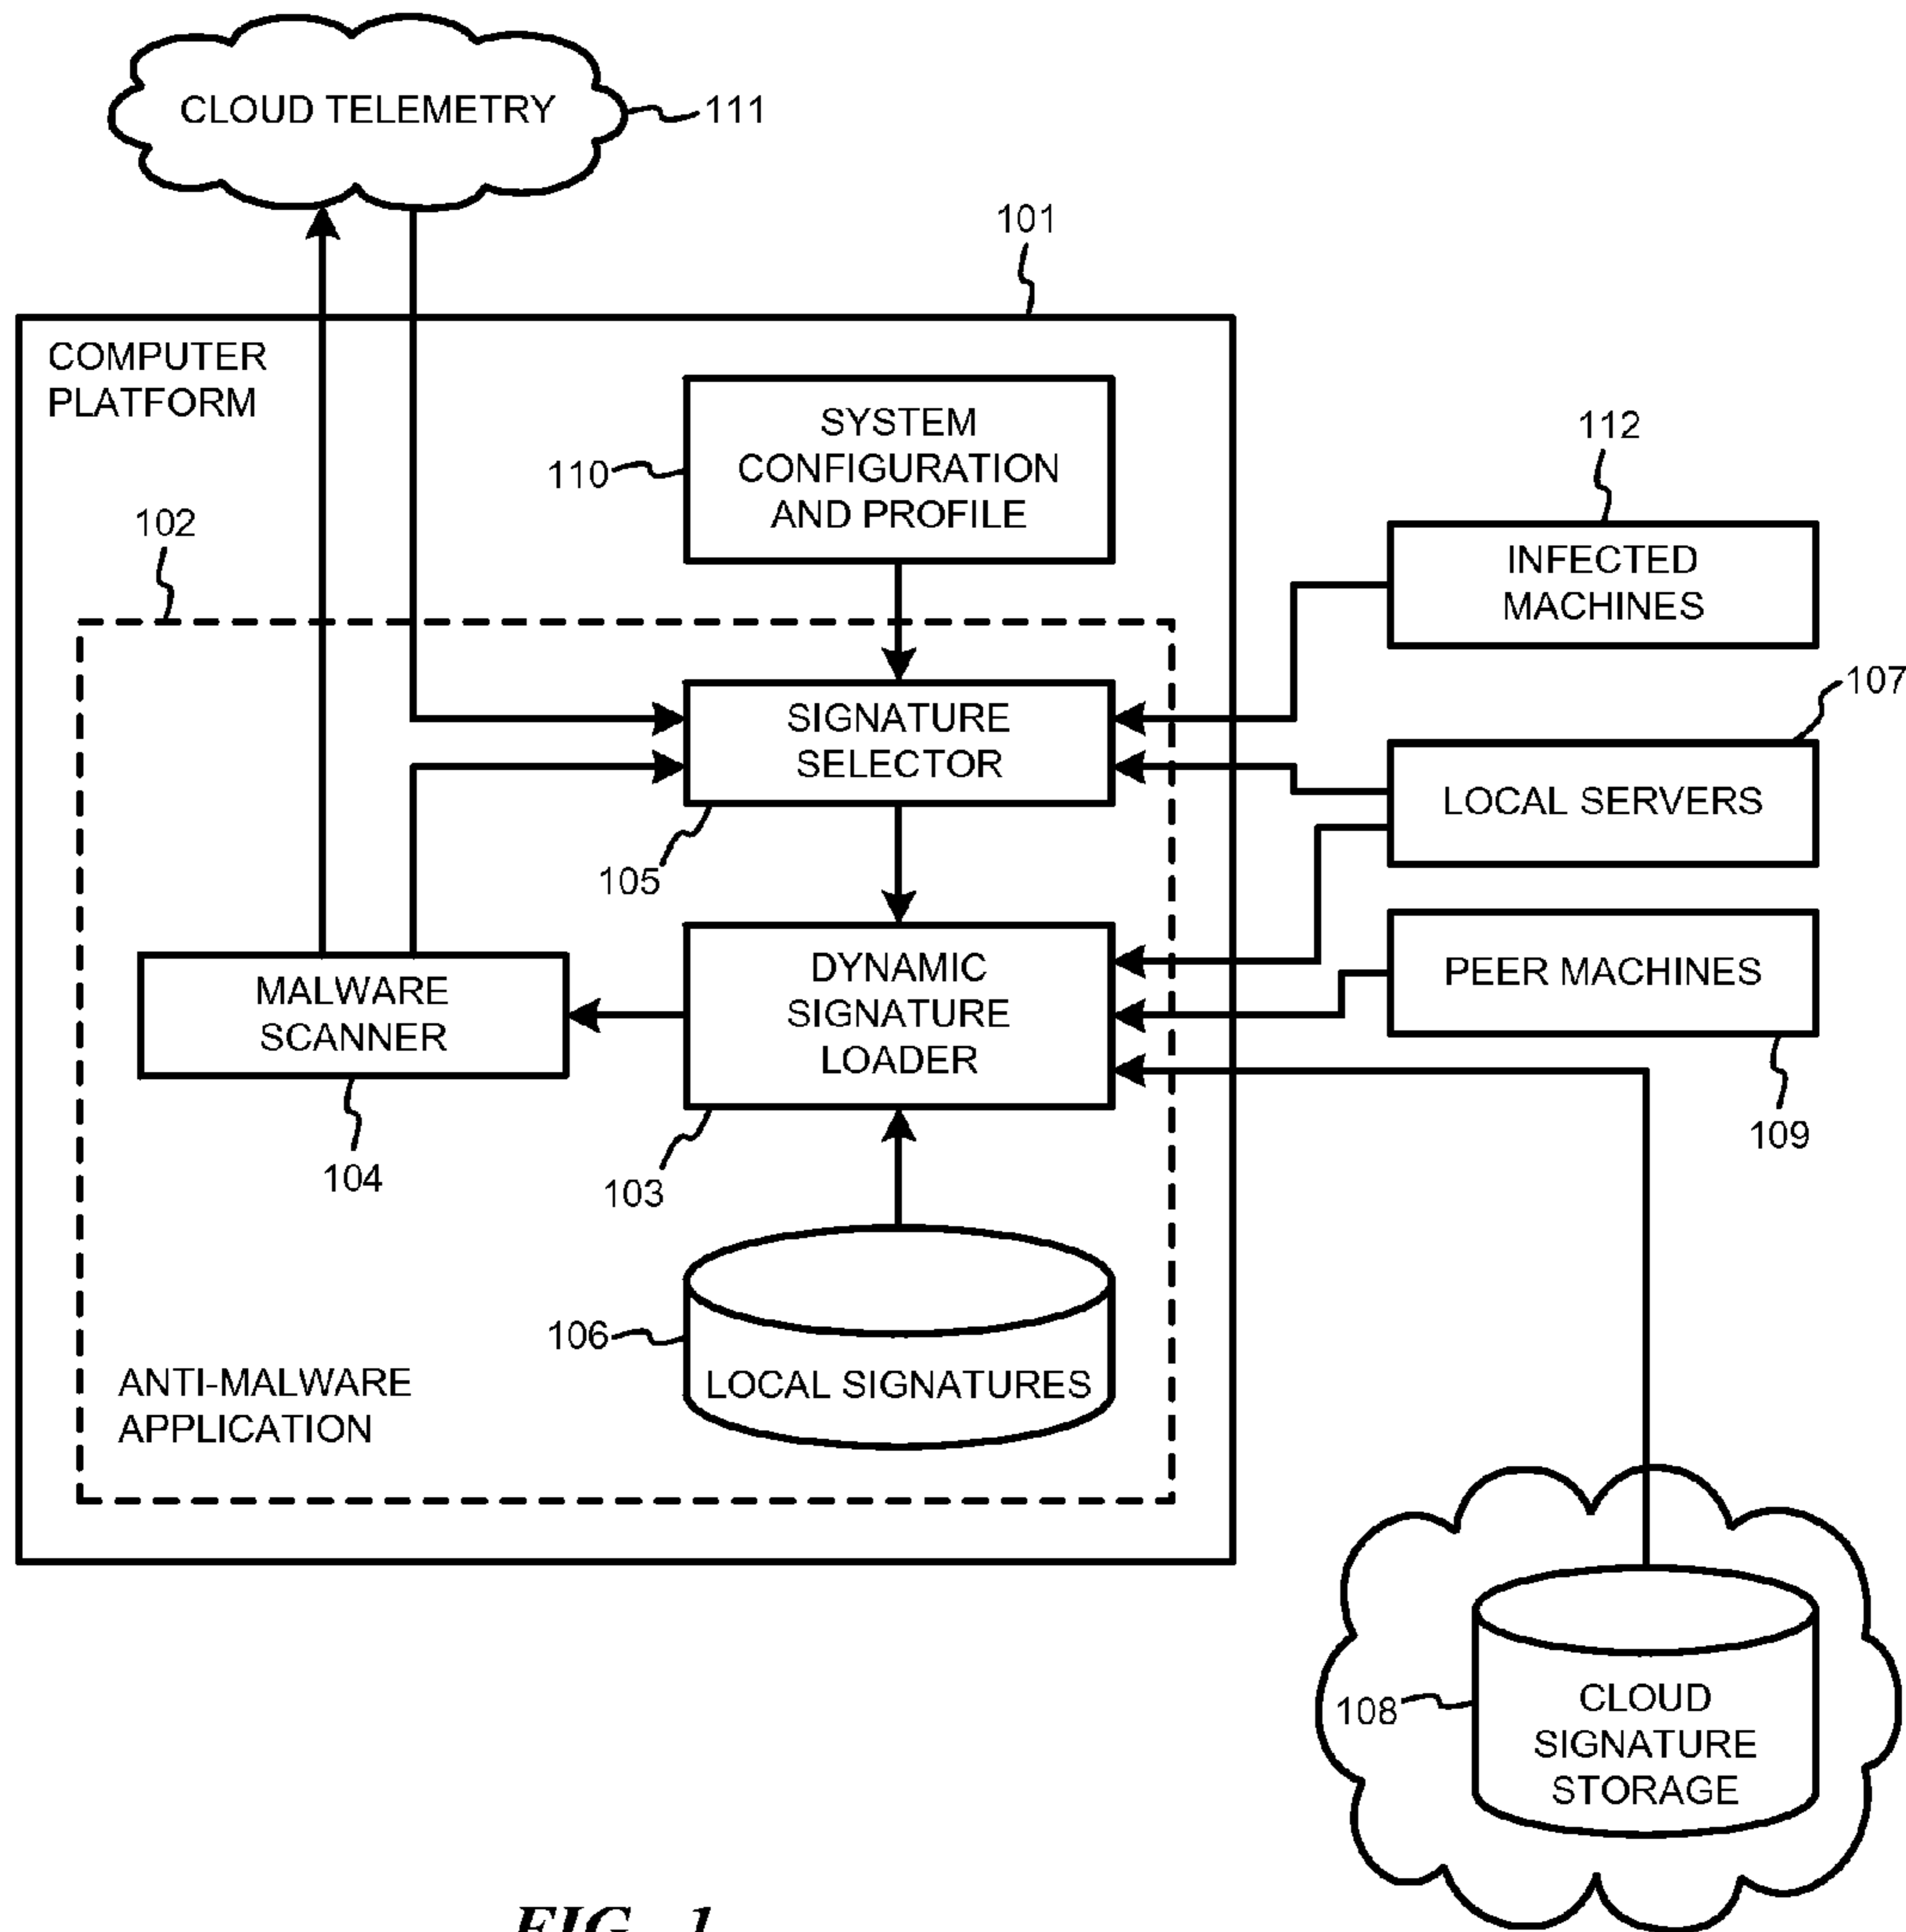 CLOUD TELEMETRY
111
101
COMPUTER
PLATFORM
SYSTEM
CONFIGURATION
AND PROFILE
110
112
102
INFECTED
MACHINES
107
SIGNATURE
SELECTOR
LOCAL SERVERS
105
DYNAMIC
SIGNATURE
LOADER
PEER MACHINES
MALWARE
SCANNER
109
104
103
106
LOCAL SIGNATURES
ANTI-MALWARE
APPLICATION
108
CLOUD
SIGNATURE
STORAGE
FIG. 1